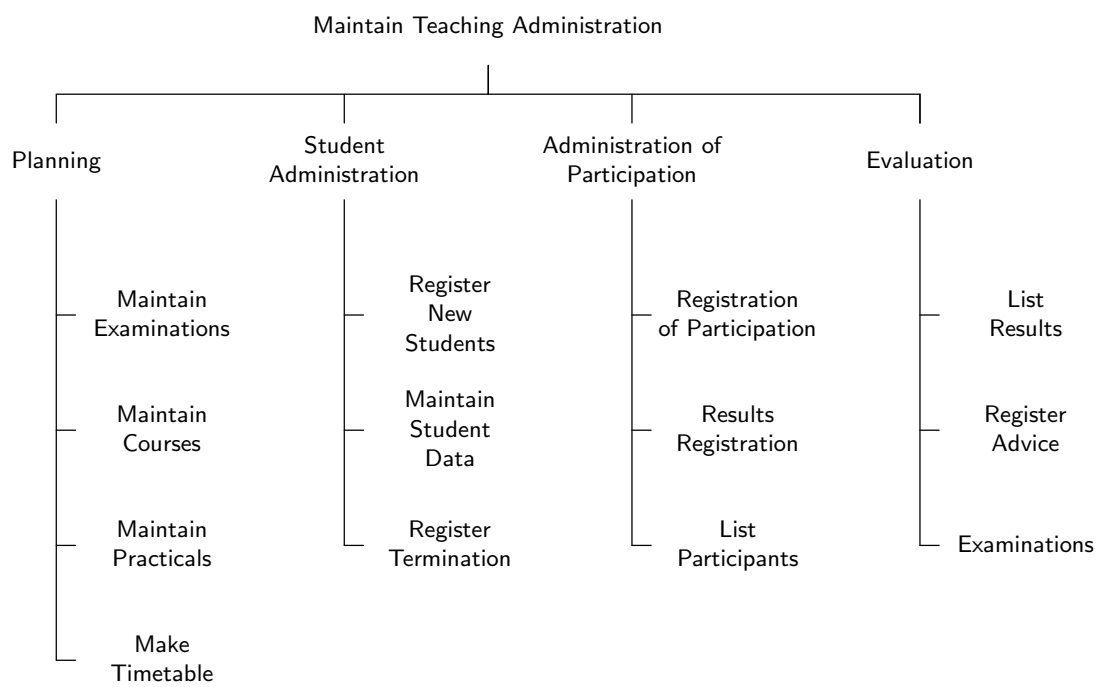 Maintain Teaching Administration
Planning
Student
Administration
Administration of
Participation
Evaluation
Maintain
Examinations
Maintain
Courses
Maintain
Practicals
Make
Timetable
Register
New
Students
Maintain
Student
Data
Register
Termination
Registration
of Participation
Results
Registration
List
Participants
List
Results
Register
Advice
Examinations